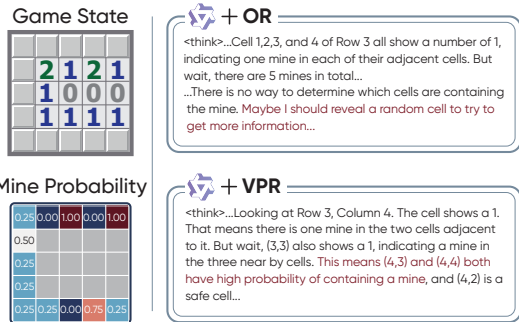 Game State
2 1 2 1
1 0 0 0
1 1 1 1
Mine Probability
0.25 0.00 1.00 0.00 1.00
0.50
0.25
0.25
0.25 0.25 0.00 0.75 0.25
+ OR
<think>...Cell 1,2,3, and 4 of Row 3 all show a number of 1,
indicating one mine in each of their adjacent cells. But
wait, there are 5 mines in total...
...There is no way to determine which cells are containing
the mine. Maybe I should reveal a random cell to try to
get more information...
+ VPR
<think>...Looking at Row 3, Column 4. The cell shows a 1.
That means there is one mine in the two cells adjacent
to it. But wait, (3,3) also shows a 1, indicating a mine in
the three near by cells. This means (4,3) and (4,4) both
have high probability of containing a mine, and (4,2) is a
safe cell...